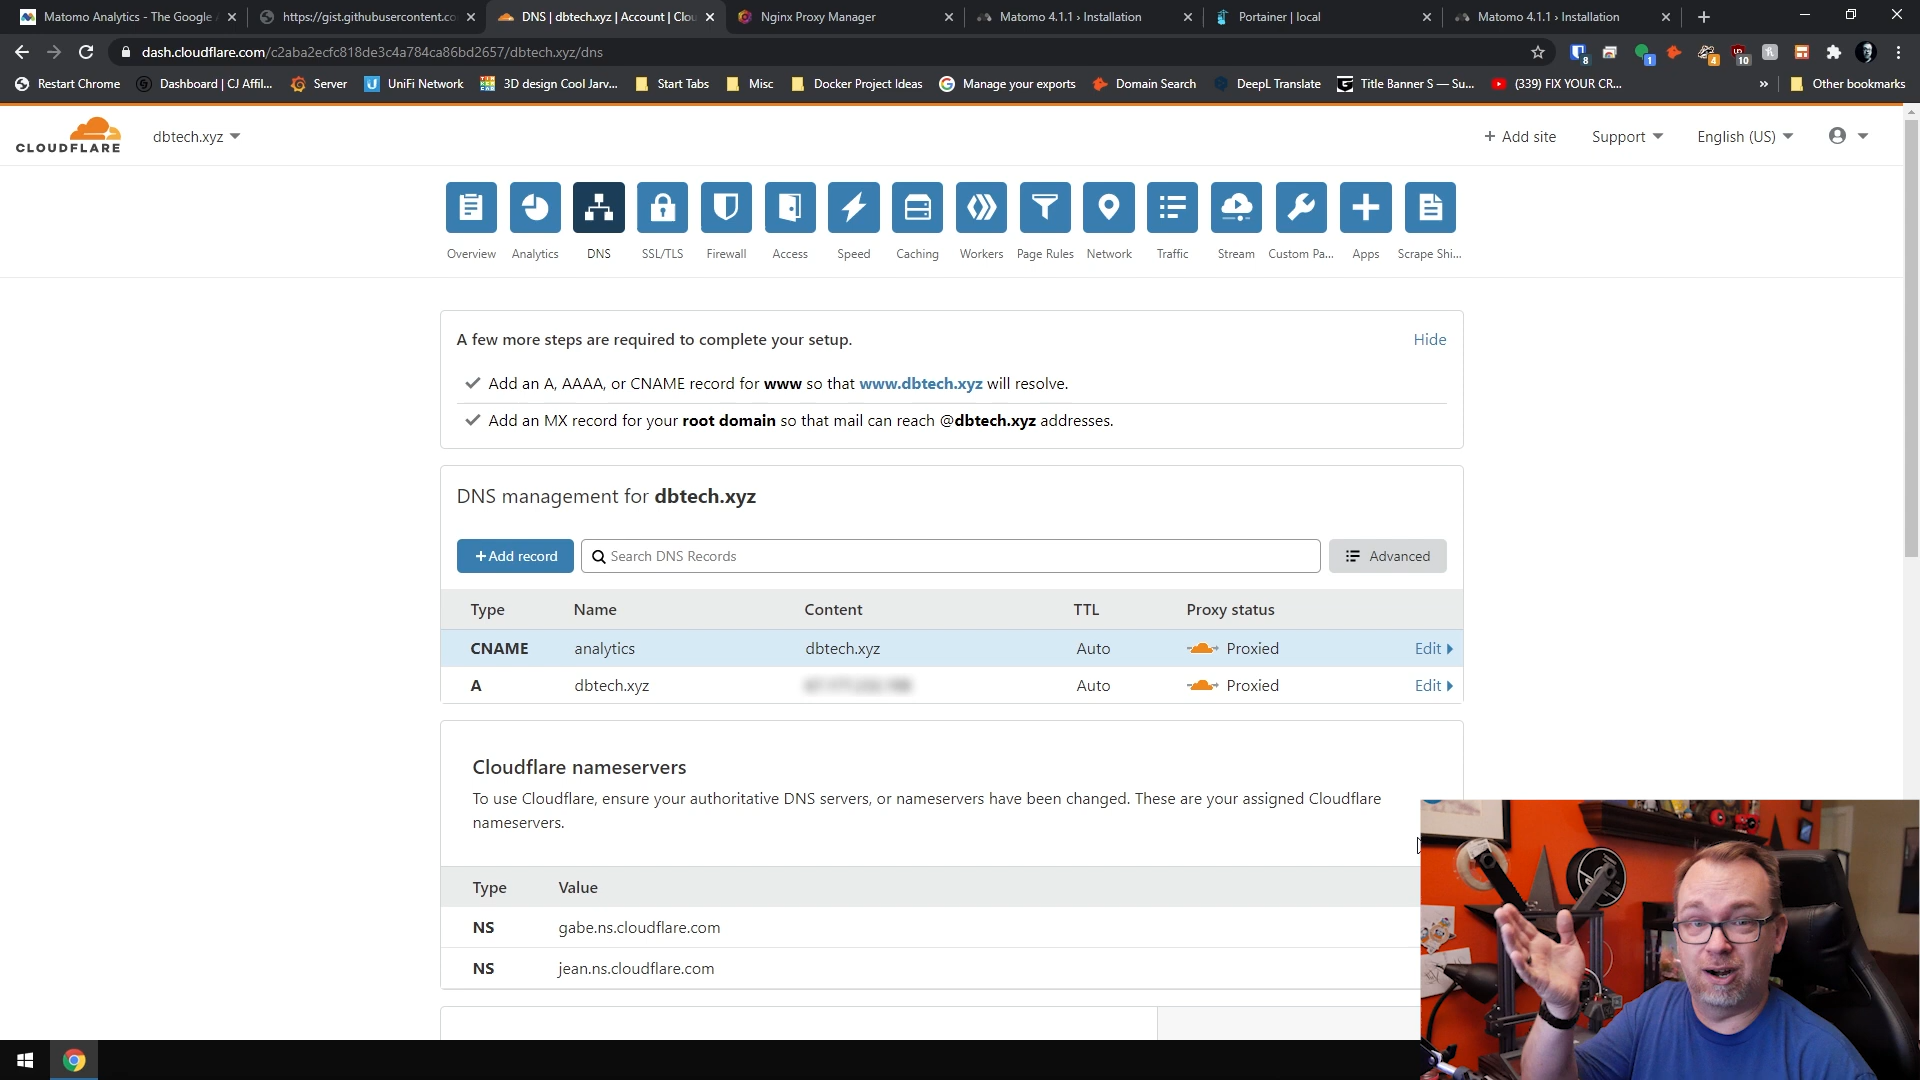 Matomo Analytics - The Google
https://gist.githubusercontent.co
DNS | dbtech.xyz | Account | Clou
Nginx Proxy Manager
Matomo 4.1.1 › Installation
Portainer | local
Matomo 4.1.1 › Installation
dash.cloudflare.com/c2aba2ecfc818de3c4a784ca86bd2657/dbtech.xyz/dns
8
1
4
10
Restart Chrome
Dashboard | CJ Affil...
Server
UniFi Network
3D design Cool Jarv...
Start Tabs
Misc
Docker Project Ideas
Manage your exports
Domain Search
DeepL Translate
Title Banner S — Su...
(339) FIX YOUR CR...
»
Other bookmarks
CLOUDFLARE
dbtech.xyz
+ Add site
Support
English (US)
Overview
Analytics
DNS
SSL/TLS
Firewall
Access
Speed
Caching
Workers
Page Rules
Network
Traffic
Stream
Custom Pa...
Apps
Scrape Shi...
A few more steps are required to complete your setup.
Hide
Add an A, AAAA, or CNAME record for www so that www.dbtech.xyz will resolve.
Add an MX record for your root domain so that mail can reach @dbtech.xyz addresses.
DNS management for dbtech.xyz
+ Add record
Search DNS Records
Advanced
Type Name Content TTL Proxy status
CNAME analytics dbtech.xyz Auto Proxied Edit
A dbtech.xyz Auto Proxied Edit
Cloudflare nameservers
To use Cloudflare, ensure your authoritative DNS servers, or nameservers have been changed. These are your assigned Cloudflare
nameservers.
Type Value
NS gabe.ns.cloudflare.com
NS jean.ns.cloudflare.com